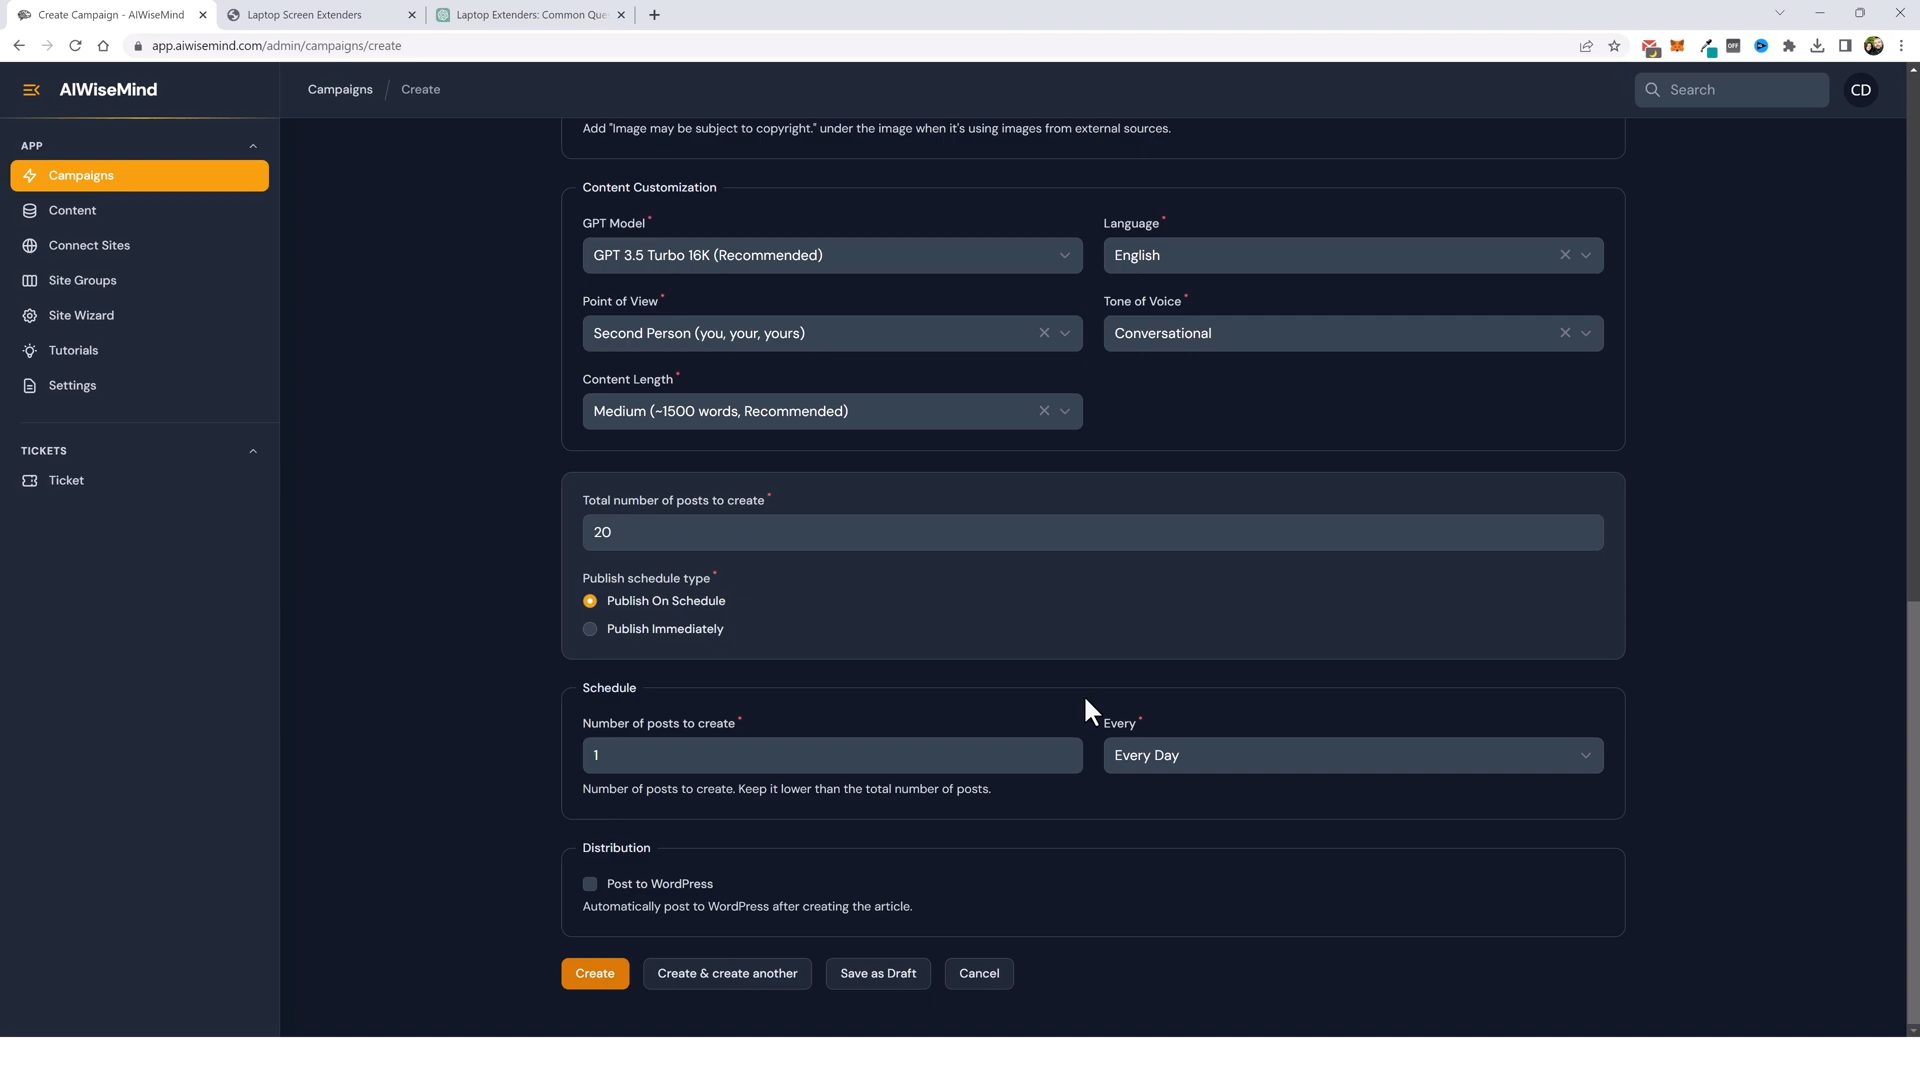 Create Campaign - AIWiseMind
Laptop Screen Extenders
Laptop Extenders: Common Que
app.aiwisemind.com/admin/campaigns/create
OFF
AIWiseMind
Campaigns / Create
Search
CD
APP
Campaigns
Content
Connect Sites
Site Groups
Site Wizard
Tutorials
Settings
TICKETS
Ticket
Add "Image may be subject to copyright." under the image when it's using images from external sources.
Content Customization
GPT Model*
Language*
GPT 3.5 Turbo 16K (Recommended)
English
Point of View*
Tone of Voice*
Second Person (you, your, yours)
Conversational
Content Length*
Medium (~1500 words, Recommended)
Total number of posts to create*
20
Publish schedule type*
Publish On Schedule
Publish Immediately
Schedule
Number of posts to create*
Every*
1
Every Day
Number of posts to create. Keep it lower than the total number of posts.
Distribution
Post to WordPress
Automatically post to WordPress after creating the article.
Create
Create & create another
Save as Draft
Cancel